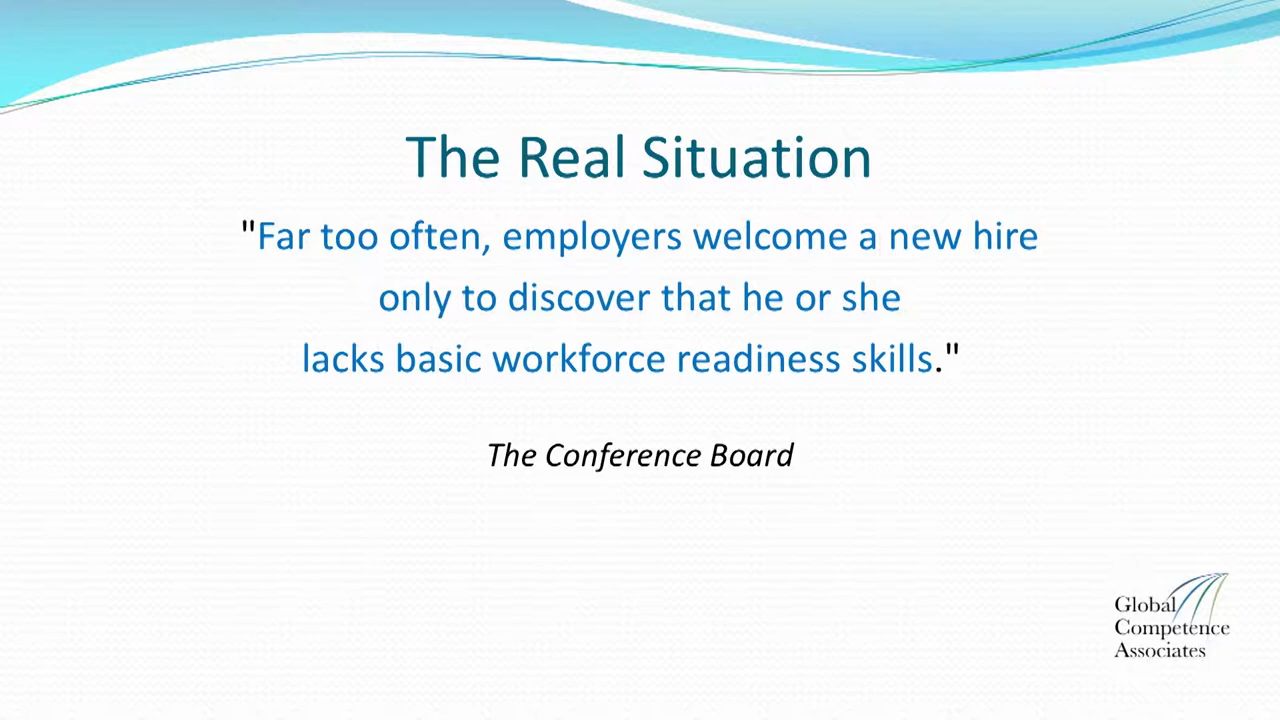 The Real Situation
"Far too often, employers welcome a new hire
only to discover that he or she
lacks basic workforce readiness skills."
The Conference Board
Global
Competence
Associates